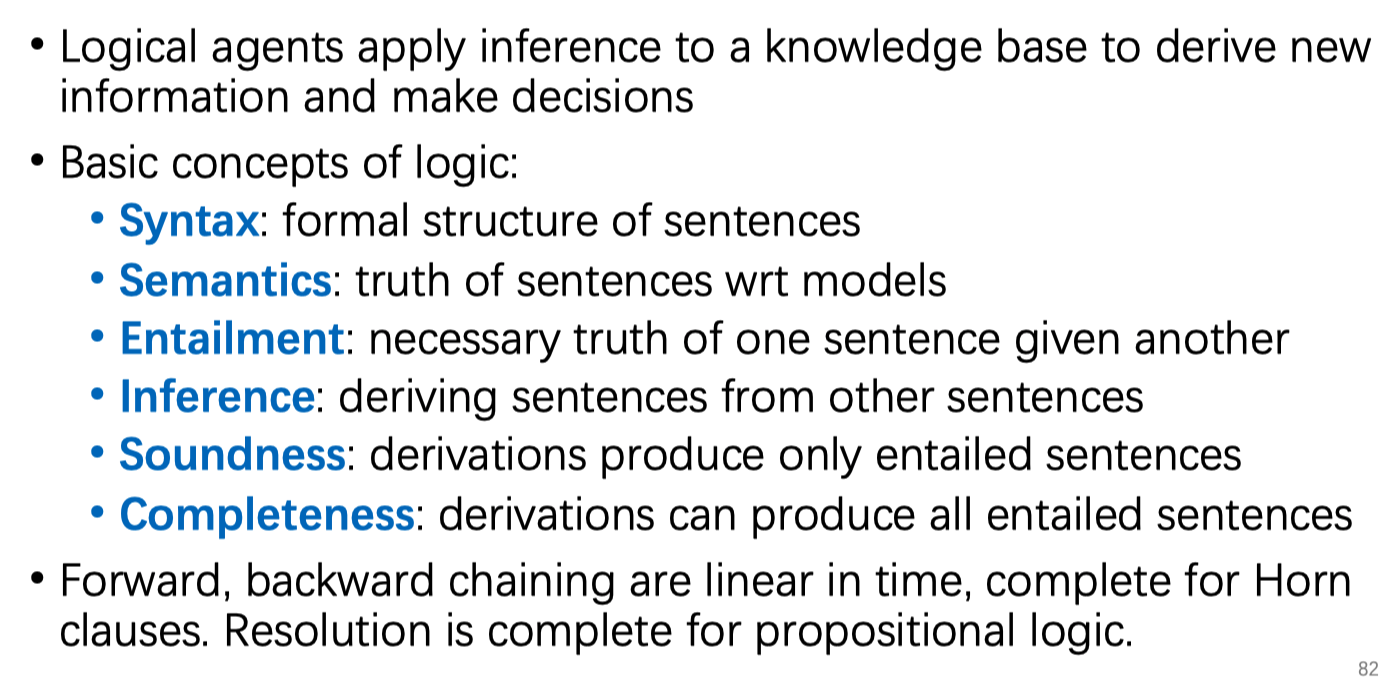 • Logical agents apply inference to a knowledge base to derive new
information and make decisions
• Basic concepts of logic:
• Syntax: formal structure of sentences
• Semantics: truth of sentences wrt models
• Entailment: necessary truth of one sentence given another
• Inference: deriving sentences from other sentences
• Soundness: derivations produce only entailed sentences
• Completeness: derivations can produce all entailed sentences
• Forward, backward chaining are linear in time, complete for Horn
clauses. Resolution is complete for propositional logic.
82